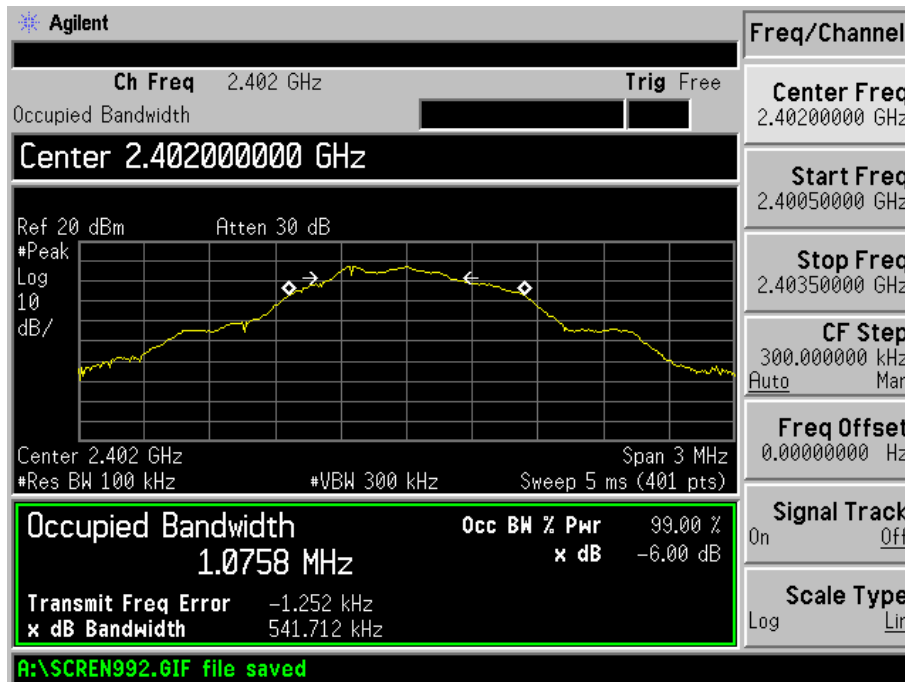 Agilent
Freq/Channel
Ch Freq 2.402 GHz Trig Free
Occupied Bandwidth
Center 2.402000000 GHz
Ref 20 dBm Atten 30 dB
#Peak
Log
10
dB/
Center 2.402 GHz Span 3 MHz
#Res BW 100 kHz #VBW 300 kHz Sweep 5 ms (401 pts)
Occupied Bandwidth
1.0758 MHz
Occ BW % Pwr 99.00 %
x dB -6.00 dB
Transmit Freq Error -1.252 kHz
x dB Bandwidth 541.712 kHz
A:\SCREN992.GIF file saved
Center Freq
2.40200000 GHz
Start Freq
2.40050000 GHz
Stop Freq
2.40350000 GHz
CF Step
300.000000 kHz
Auto Man
Freq Offset
0.00000000 Hz
Signal Track
On Off
Scale Type
Log Lin